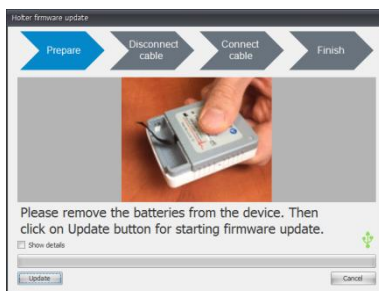 Holter firmware update
Prepare
Disconnect
cable
Connect
cable
Finish
Please remove the batteries from the device. Then
click on Update button for starting firmware update.
Show details
Update
Cancel